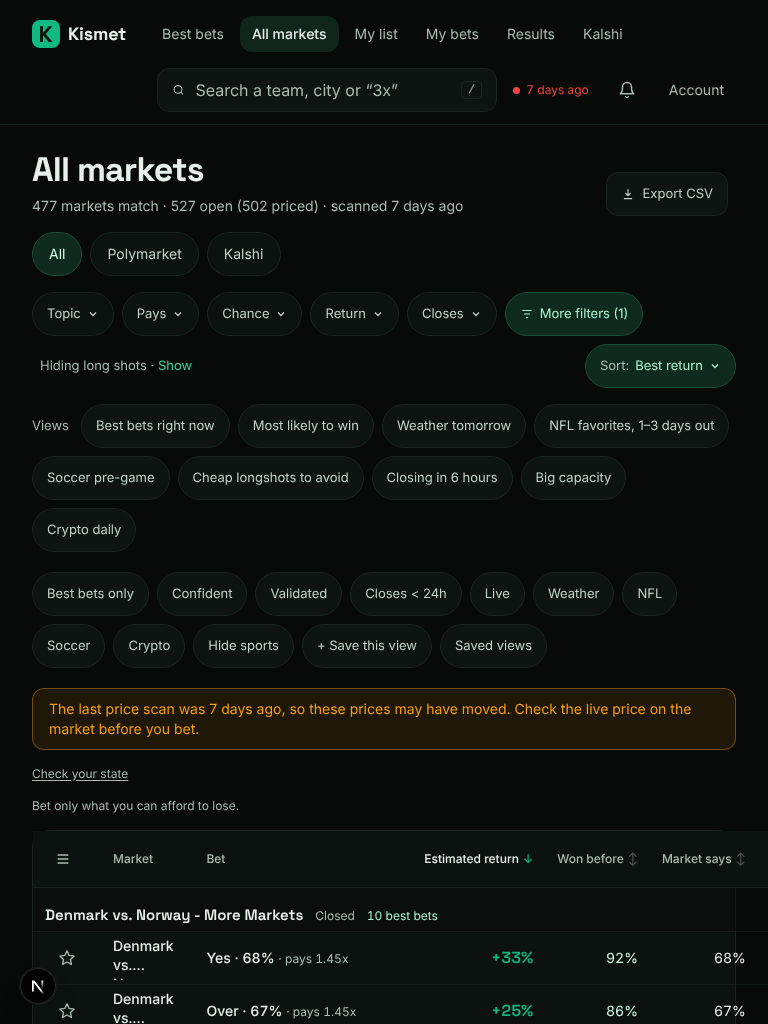 Kismet
Best bets
All markets
My list
My bets
Results
Kalshi
Search a team, city or “3x”
/
7 days ago
Account
All markets
477 markets match · 527 open (502 priced) · scanned 7 days ago
Export CSV
All
Polymarket
Kalshi
Topic
Pays
Chance
Return
Closes
More filters (1)
Hiding long shots · Show
Sort: Best return
Views
Best bets right now
Most likely to win
Weather tomorrow
NFL favorites, 1–3 days out
Soccer pre-game
Cheap longshots to avoid
Closing in 6 hours
Big capacity
Crypto daily
Best bets only
Confident
Validated
Closes < 24h
Live
Weather
NFL
Soccer
Crypto
Hide sports
+ Save this view
Saved views
The last price scan was 7 days ago, so these prices may have moved. Check the live price on the
market before you bet.
Check your state
Bet only what you can afford to lose.
Market
Bet
Estimated return ↓
Won before
Market says
Denmark vs. Norway - More Markets
Closed
10 best bets
Denmark
vs....
Yes · 68% · pays 1.45x
+33%
92%
68%
N
Denmark
vs....
Over · 67% · pays 1.45x
+25%
86%
67%